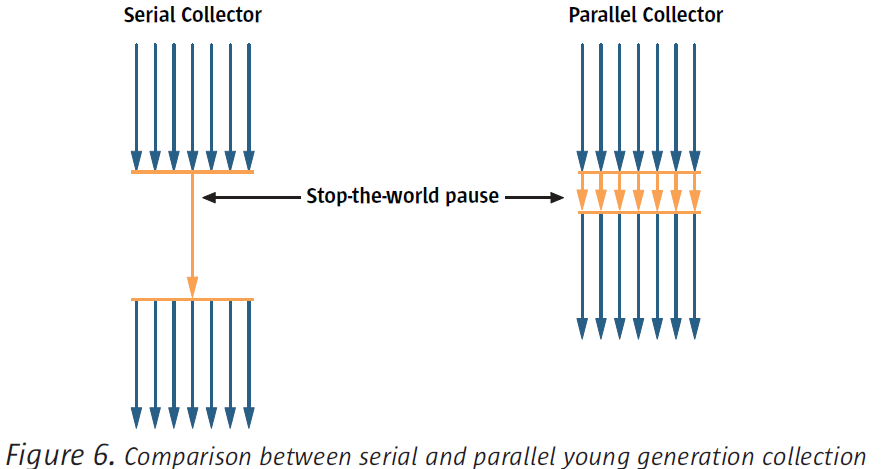 Serial Collector
Parallel Collector
Stop-the-world pause
Figure 6. Comparison between serial and parallel young generation collection